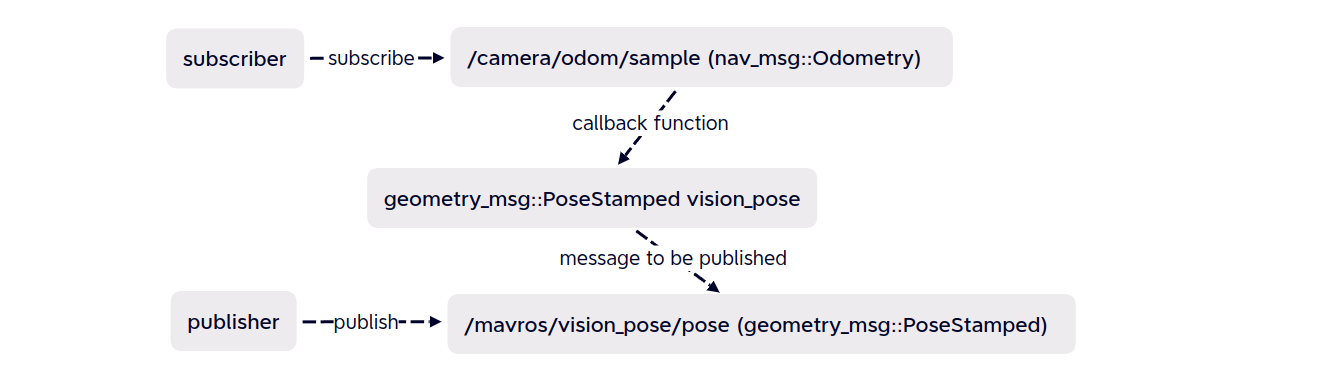 subscriber
subscribe
/camera/odom/sample (nav_msg::Odometry)
callback function
geometry_msg::PoseStamped vision_pose
message to be published
publisher
publish
/mavros/vision_pose/pose (geometry_msg::PoseStamped)